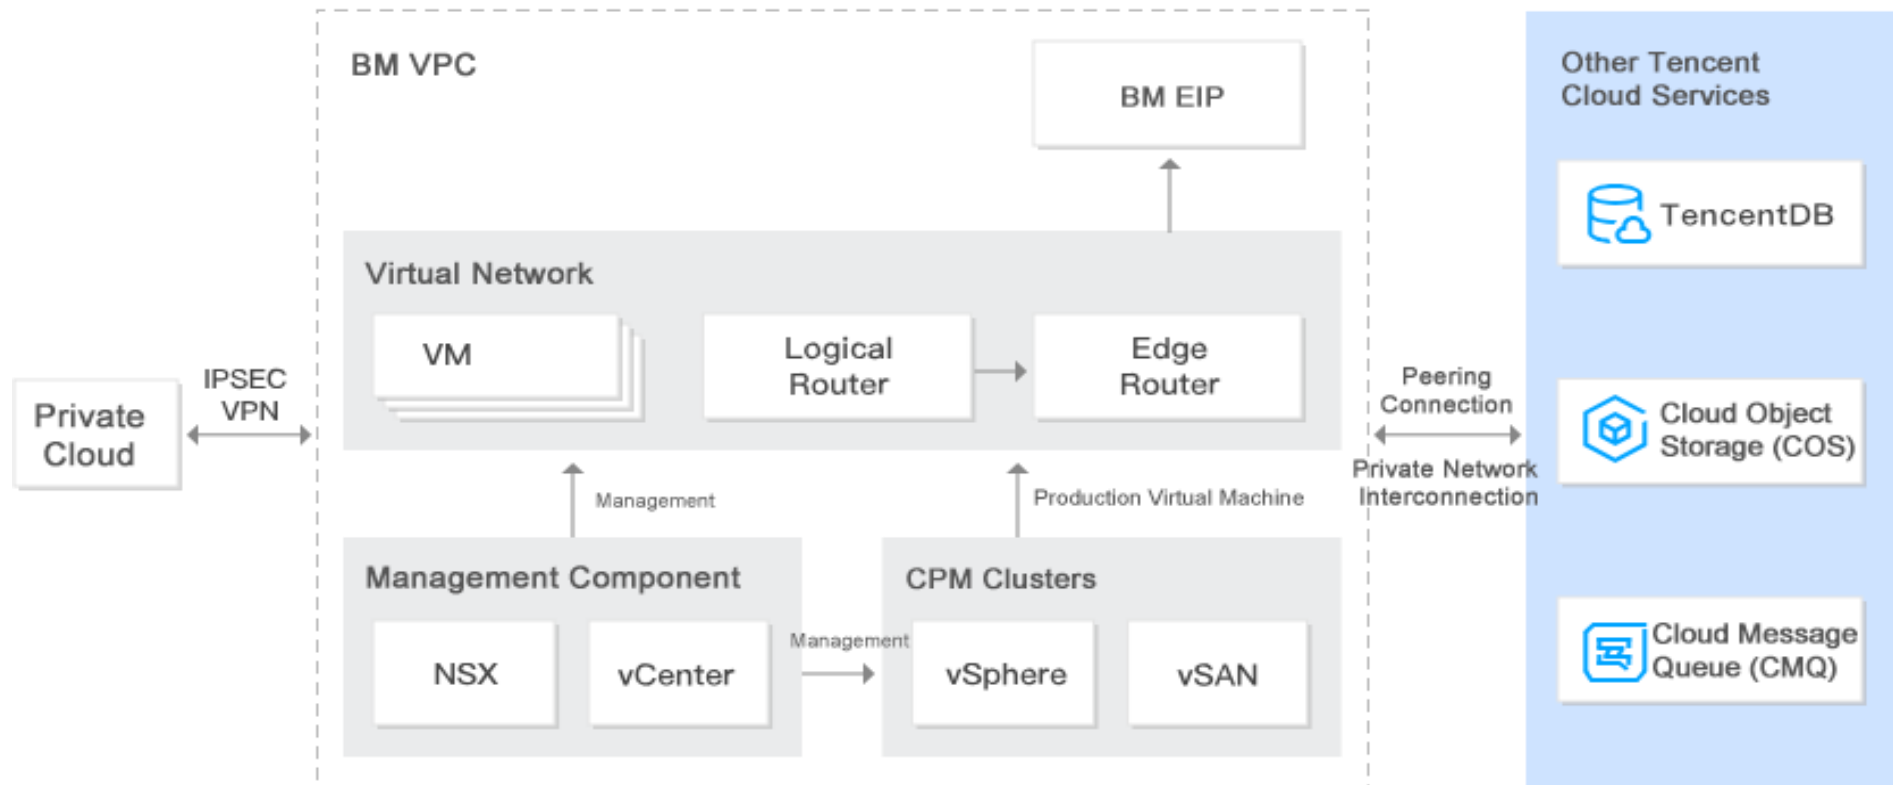 BM VPC
BM EIP
Other Tencent
Cloud Services
TencentDB
Virtual Network
VM
Logical
Router
Edge
Router
IPSEC
VPN
Private
Cloud
Peering
Connection
Private Network
Interconnection
Cloud Object
Storage (COS)
Management
Production Virtual Machine
Management Component
NSX
vCenter
Management
CPM Clusters
vSphere
vSAN
Cloud Message
Queue (CMQ)